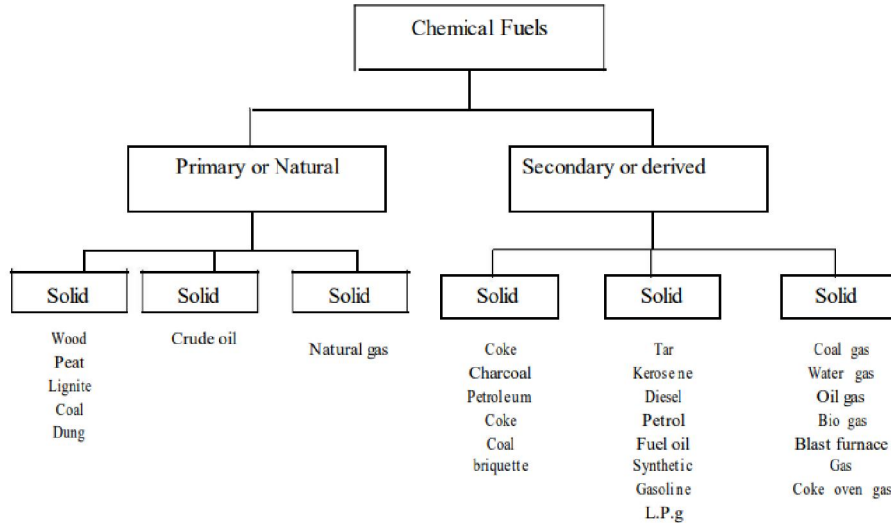 Chemical Fuels
Primary or Natural
Secondary or derived
Solid
Solid
Solid
Solid
Solid
Solid
Wood
Peat
Lignite
Coal
Dung
Crude oil
Natural gas
Coke
Charcoal
Petroleum
Coke
Coal
briquette
Tar
Kerosene
Diesel
Petrol
Fuel oil
Synthetic
Gasoline
L.P.g
Coal gas
Water gas
Oil gas
Bio gas
Blast furnace
Gas
Coke oven gas